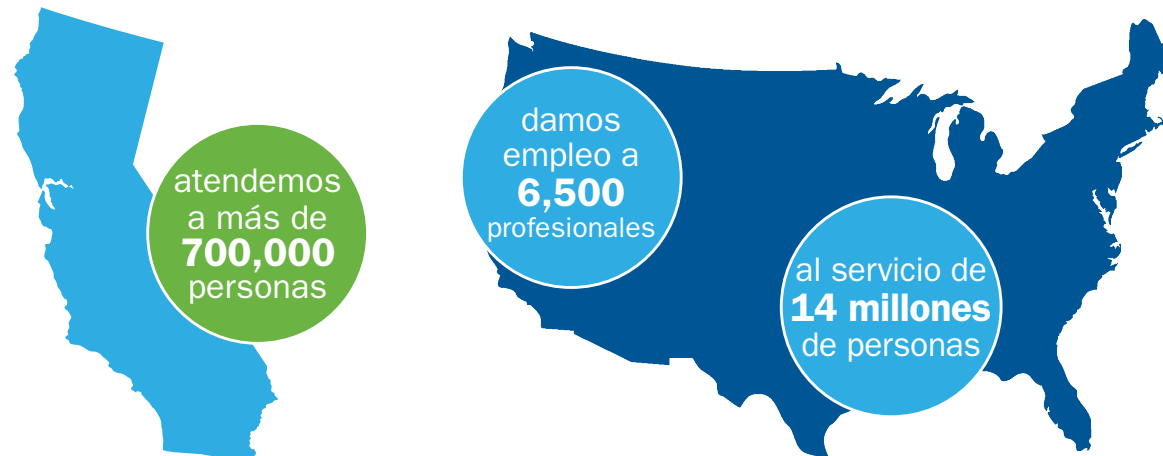 atendemos
a más de
700,000
personas
damos
empleo a
6,500
profesionales
al servicio de
14 millones
de personas